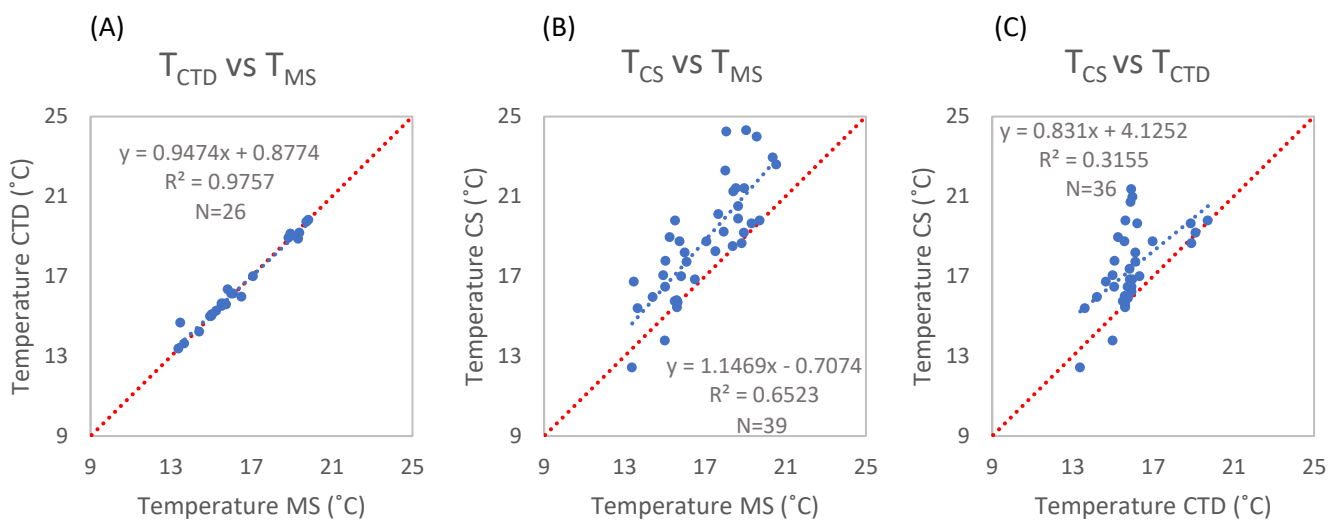 (A)
T_CTD vs T_MS
y = 0.9474x + 0.8774
R² = 0.9757
N=26
25
21
17
13
9
Temperature CTD (˚C)
9 13 17 21 25
Temperature MS (˚C)
(B)
T_CS vs T_MS
25
21
17
13
9
Temperature CS (˚C)
y = 1.1469x - 0.7074
R² = 0.6523
N=39
9 13 17 21 25
Temperature MS (˚C)
(C)
T_CS vs T_CTD
y = 0.831x + 4.1252
R² = 0.3155
N=36
25
21
17
13
9
Temperature CS (˚C)
9 13 17 21 25
Temperature CTD (˚C)